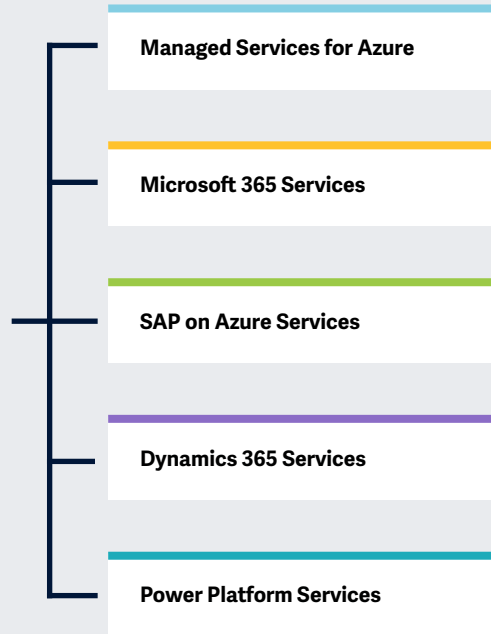 Managed Services for Azure
Microsoft 365 Services
SAP on Azure Services
Dynamics 365 Services
Power Platform Services